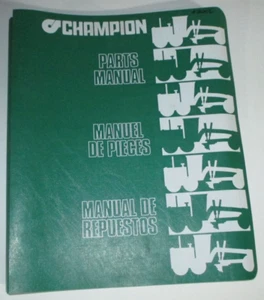 CHAMPION
PARTS
MANUAL
MANUEL
DE PIECES
MANUAL DE
REPUESTOS